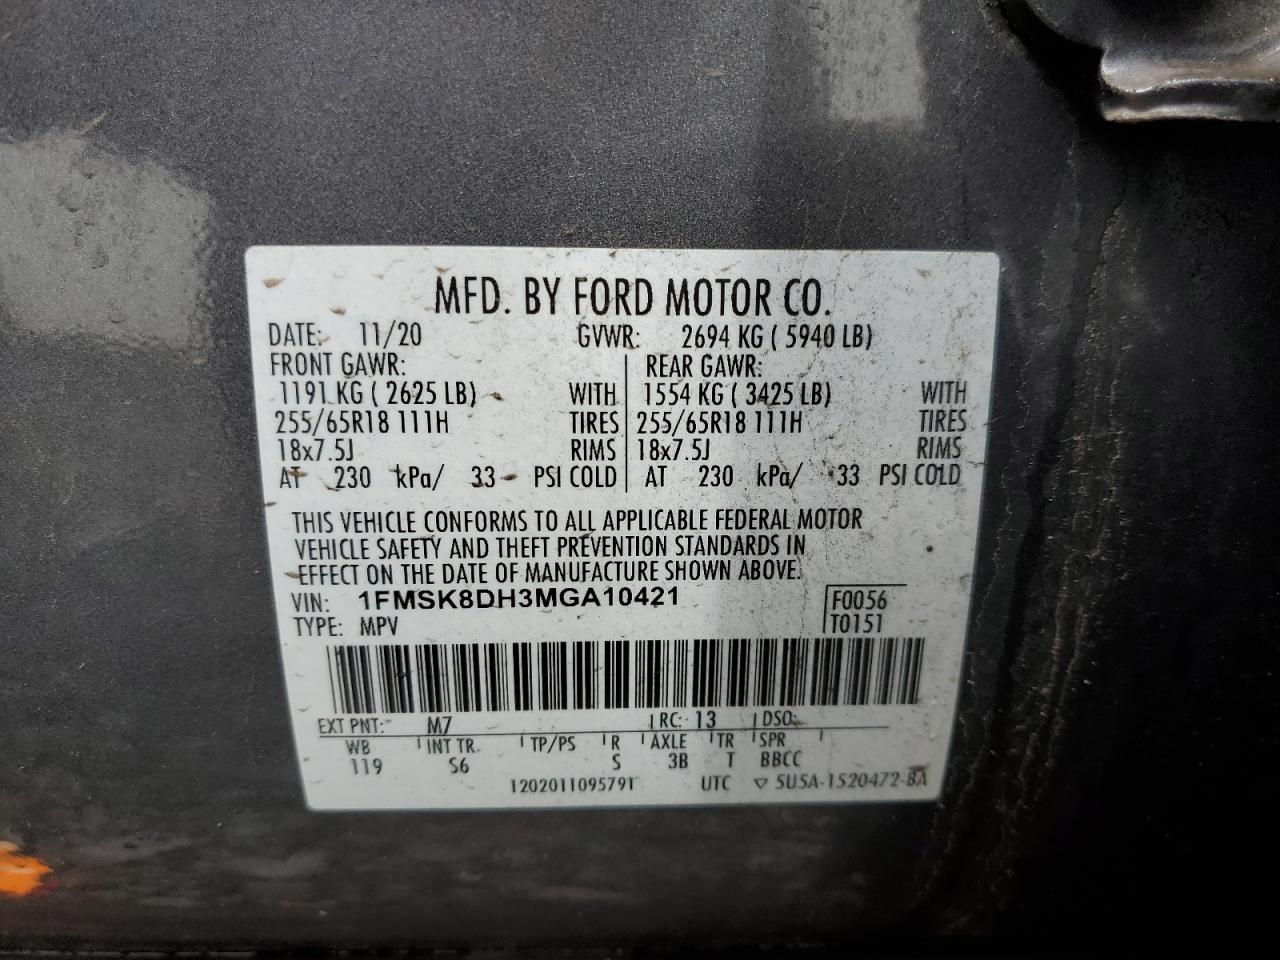 MFD. BY FORD MOTOR CO.
DATE: 11/20 GVWR: 2694 KG ( 5940 LB)
FRONT GAWR: REAR GAWR:
1191 KG ( 2625 LB) WITH 1554 KG ( 3425 LB) WITH
255/65R18 111H TIRES 255/65R18 111H TIRES
18x7.5J RIMS 18x7.5J RIMS
AT 230 kPa/ 33 PSI COLD AT 230 kPa/ 33 PSI COLD
THIS VEHICLE CONFORMS TO ALL APPLICABLE FEDERAL MOTOR
VEHICLE SAFETY AND THEFT PREVENTION STANDARDS IN
EFFECT ON THE DATE OF MANUFACTURE SHOWN ABOVE.
VIN: 1FMSK8DH3MGA10421 F0056
TYPE: MPV T0151
EXT PNT: M7 RC: 13 DSO:
WB INT TR TP/PS R AXLE TR SPR
119 S6 S 3B T BBCC
1202011095791 UTC ▽ 5U5A-1520472-BA